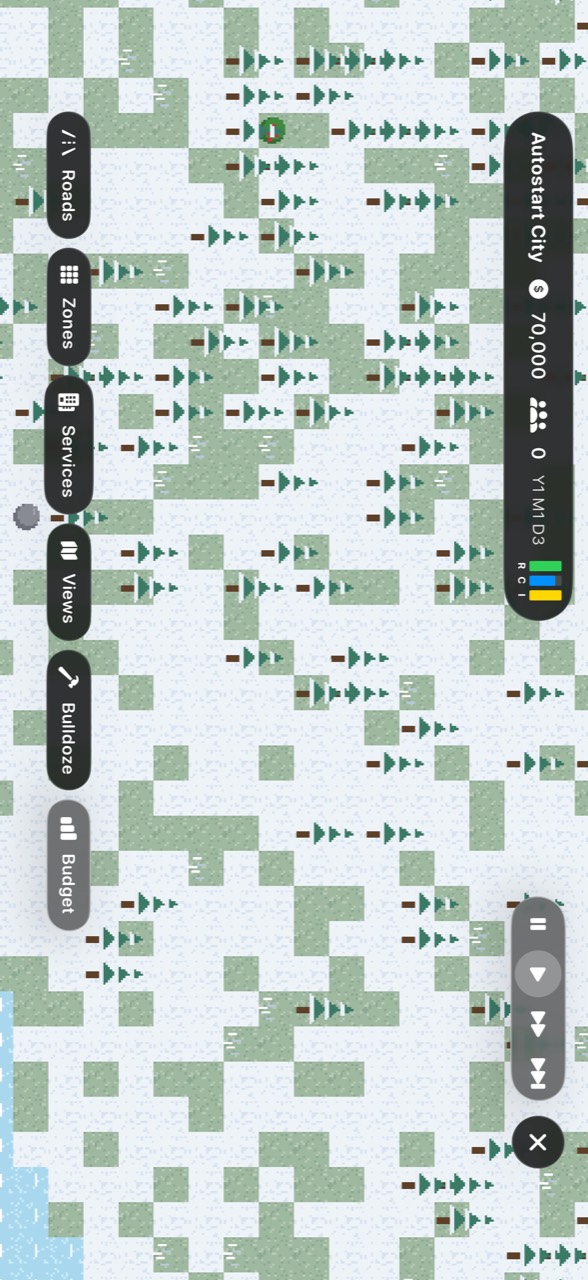 Autostart City $ 70,000 0 Y1 M1 D3
R C I
Roads Zones Services Views Bulldoze Budget